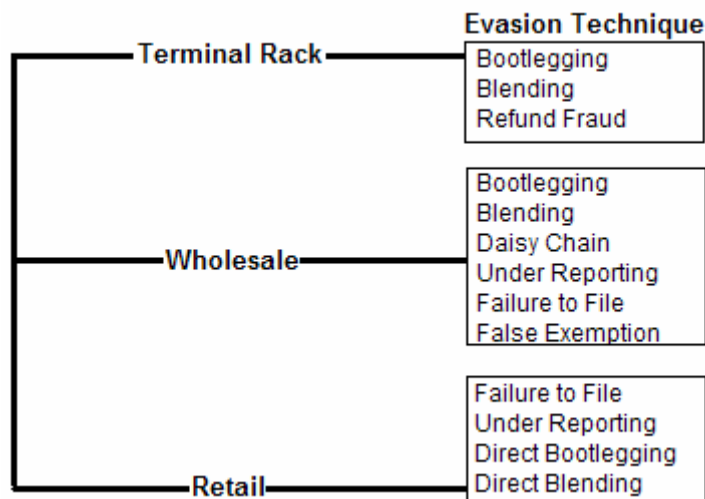 Evasion Technique
Terminal Rack
Bootlegging
Blending
Refund Fraud
Wholesale
Bootlegging
Blending
Daisy Chain
Under Reporting
Failure to File
False Exemption
Retail
Failure to File
Under Reporting
Direct Bootlegging
Direct Blending